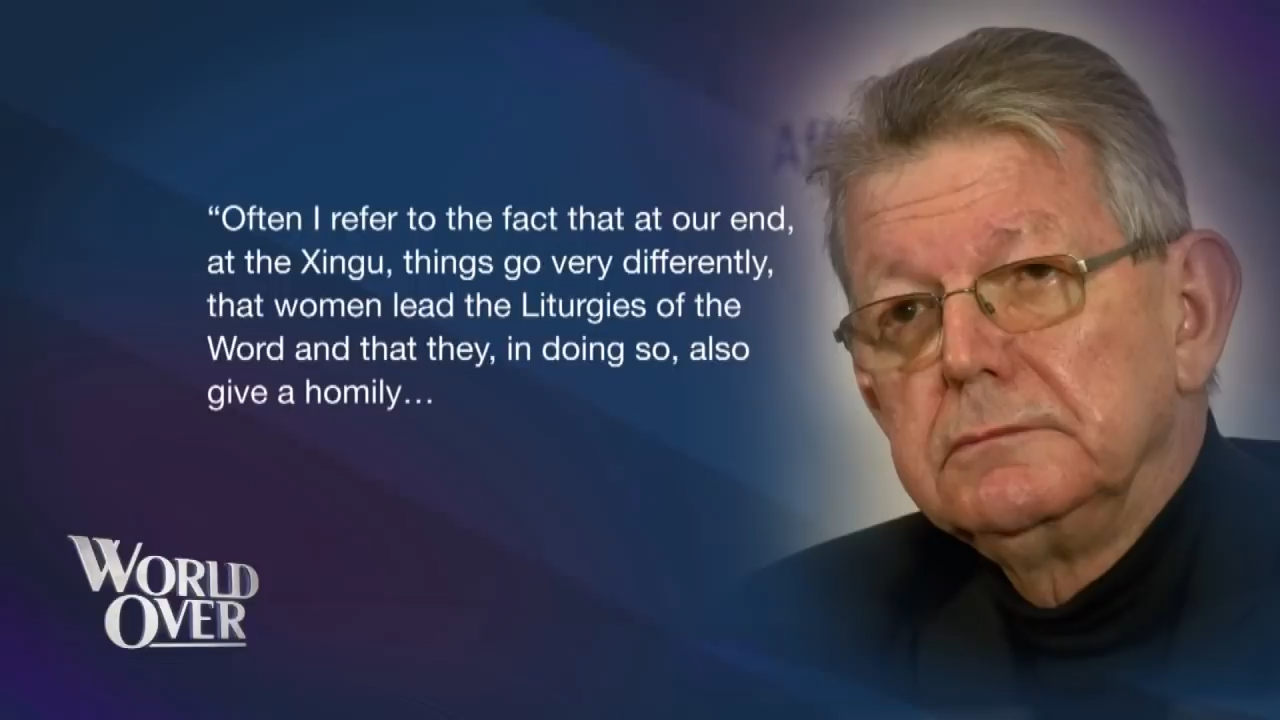 “Often I refer to the fact that at our end,
at the Xingu, things go very differently,
that women lead the Liturgies of the
Word and that they, in doing so, also
give a homily…
WORLD
OVER